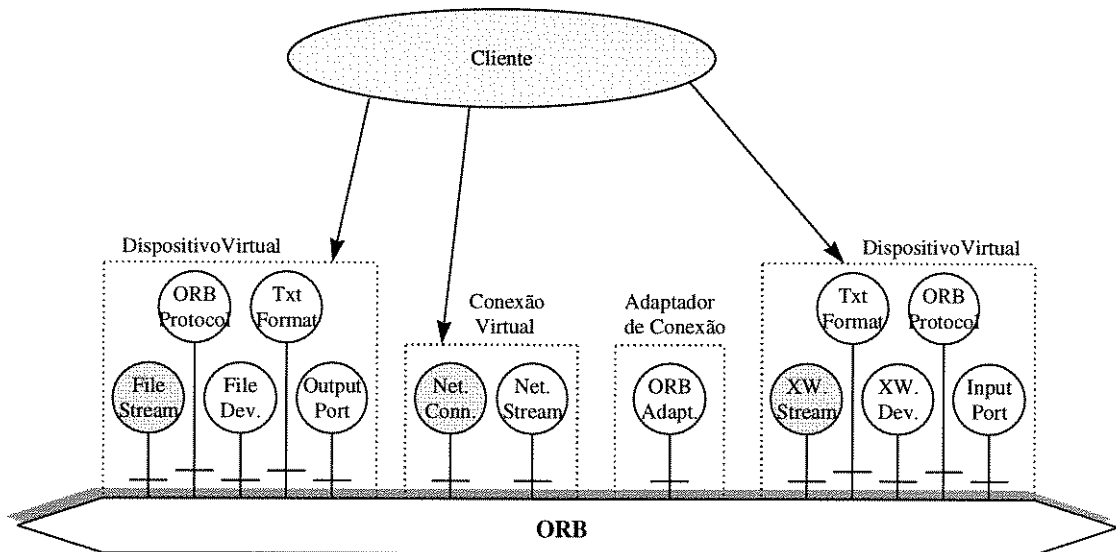 Cliente
DispositivoVirtual
ORB
Protocol
Txt
Format
File
Stream
File
Dev.
Output
Port
Conexão
Virtual
Net.
Conn.
Net.
Stream
Adaptador
de Conexão
ORB
Adapt.
DispositivoVirtual
Txt
Format
ORB
Protocol
XW.
Stream
XW.
Dev.
Input
Port
ORB